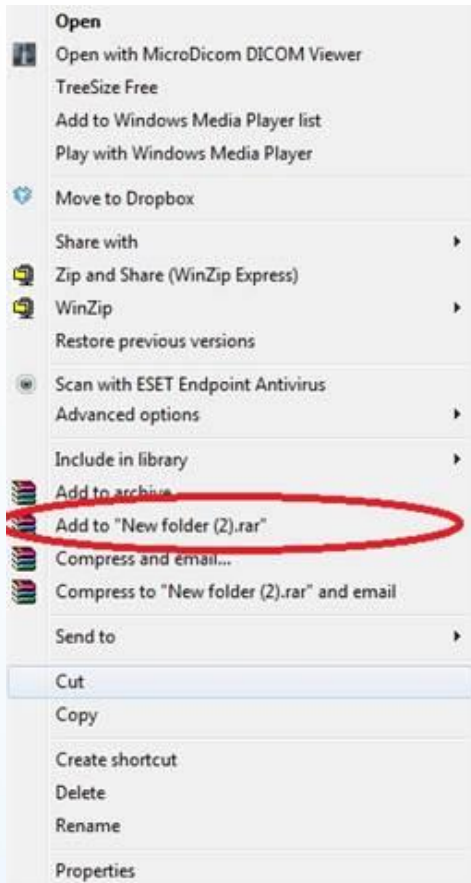 Open
Open with MicroDicom DICOM Viewer
TreeSize Free
Add to Windows Media Player list
Play with Windows Media Player
Move to Dropbox
Share with
Zip and Share (WinZip Express)
WinZip
Restore previous versions
Scan with ESET Endpoint Antivirus
Advanced options
Include in library
Add to archive...
Add to "New folder (2).rar"
Compress and email...
Compress to "New folder (2).rar" and email
Send to
Cut
Copy
Create shortcut
Delete
Rename
Properties